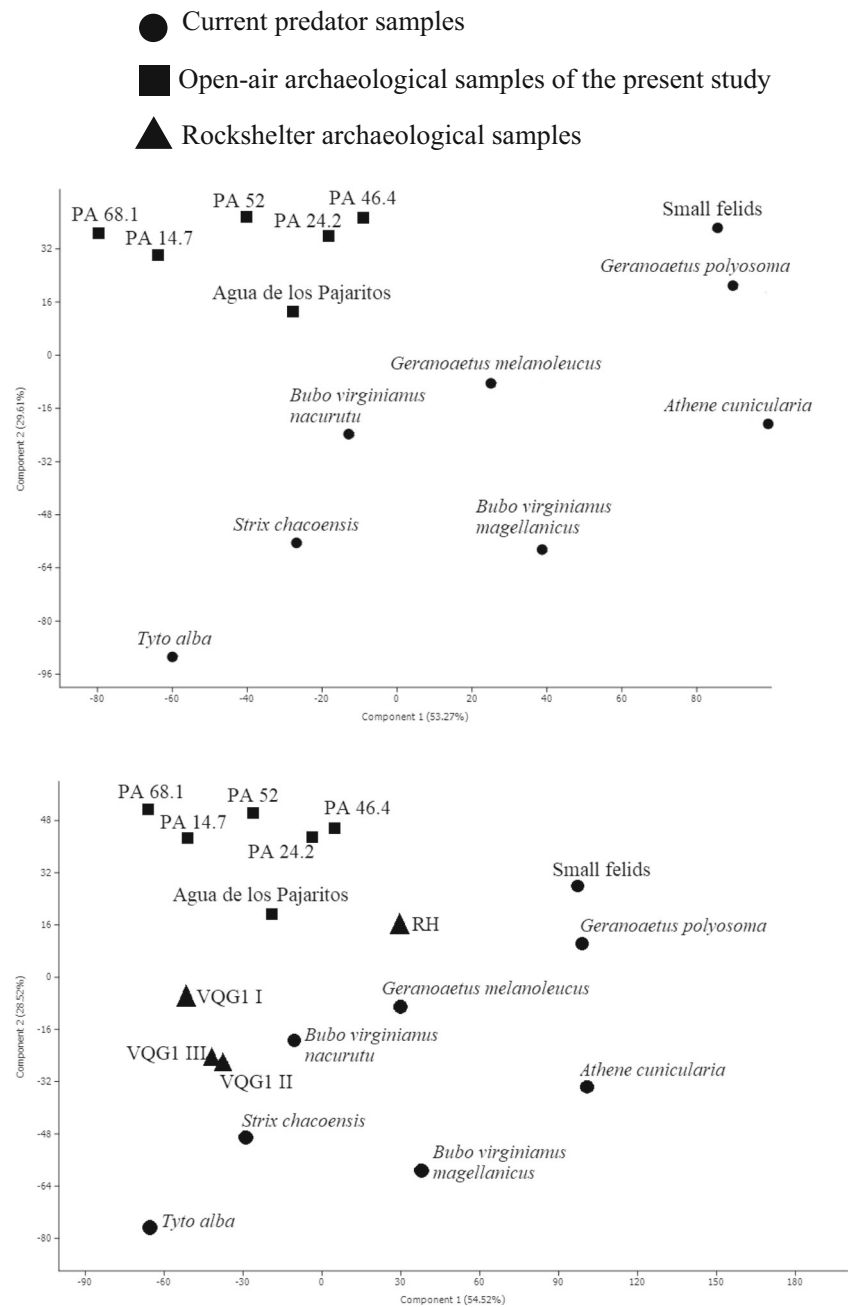 Current predator samples
Open-air archaeological samples of the present study
Rockshelter archaeological samples
PA 68.1
PA 14.7
PA 52
PA 24.2
PA 46.4
Small felids
Geranoaetus polyosoma
Agua de los Pajaritos
Geranoaetus melanoleucus
Bubo virginianus
nacurutu
Athene cunicularia
Strix chacoensis
Bubo virginianus
magellanicus
Tyto alba
32
16
0
-16
-32
-48
-64
-80
-96
Component 2 (29.61%)
-80 -60 -40 -20 0 20 40 60 80
Component 1 (53.27%)
PA 68.1
PA 14.7
PA 52
PA 24.2
PA 46.4
Small felids
Agua de los Pajaritos
RH
Geranoaetus polyosoma
VQG1 I
Geranoaetus melanoleucus
Bubo virginianus
nacurutu
VQG1 III
VQG1 II
Athene cunicularia
Strix chacoensis
Bubo virginianus
magellanicus
Tyto alba
48
32
16
0
-16
-32
-48
-64
-80
Component 2 (28.52%)
-90 -60 -30 0 30 60 90 120 150 180
Component 1 (54.52%)